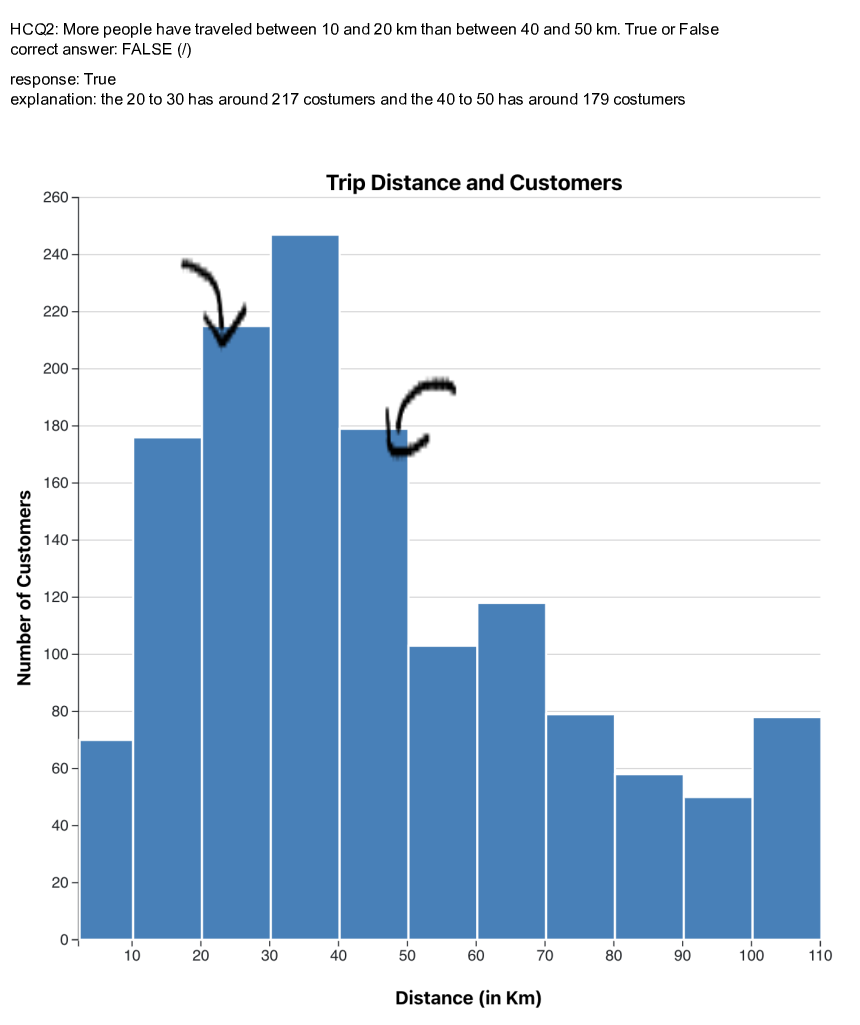 HCQ2: More people have traveled between 10 and 20 km than between 40 and 50 km. True or False
correct answer: FALSE (/)
response: True
explanation: the 20 to 30 has around 217 costumers and the 40 to 50 has around 179 costumers
Trip Distance and Customers
260
240
220
200
180
160
140
120
100
80
60
40
20
0
Number of Customers
10 20 30 40 50 60 70 80 90 100 110
Distance (in Km)